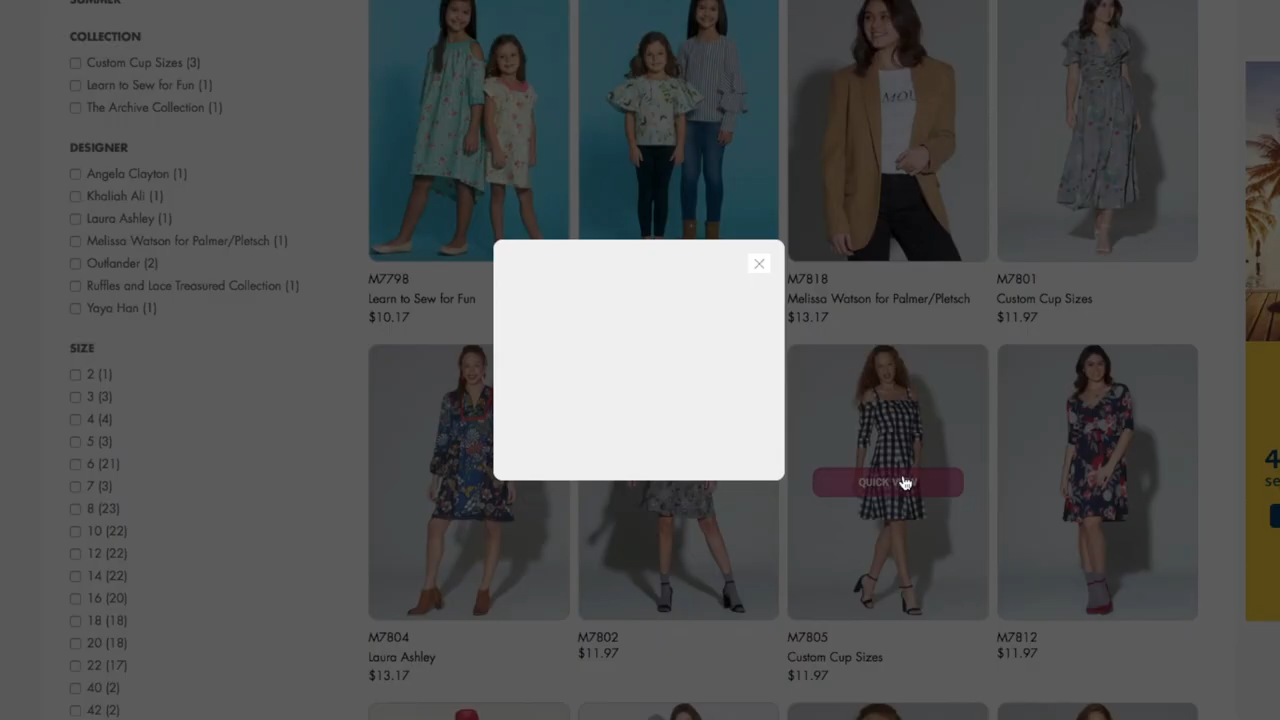 SUMMER
COLLECTION
Custom Cup Sizes (3)
Learn to Sew for Fun (1)
The Archive Collection (1)
DESIGNER
Angela Clayton (1)
Khaliah Ali (1)
Laura Ashley (1)
Melissa Watson for Palmer/Pletsch (1)
Outlander (2)
Ruffles and Lace Treasured Collection (1)
Yaya Han (1)
SIZE
2 (1)
3 (3)
4 (4)
5 (3)
6 (21)
7 (3)
8 (23)
10 (22)
12 (22)
14 (22)
16 (20)
18 (18)
20 (18)
22 (17)
40 (2)
42 (2)
M7798
Learn to Sew for Fun
$10.17
M7818
Melissa Watson for Palmer/Pletsch
$13.17
M7801
Custom Cup Sizes
$11.97
QUICK
M7804
Laura Ashley
$13.17
M7802
$11.97
M7805
Custom Cup Sizes
$11.97
M7812
$11.97
4
se